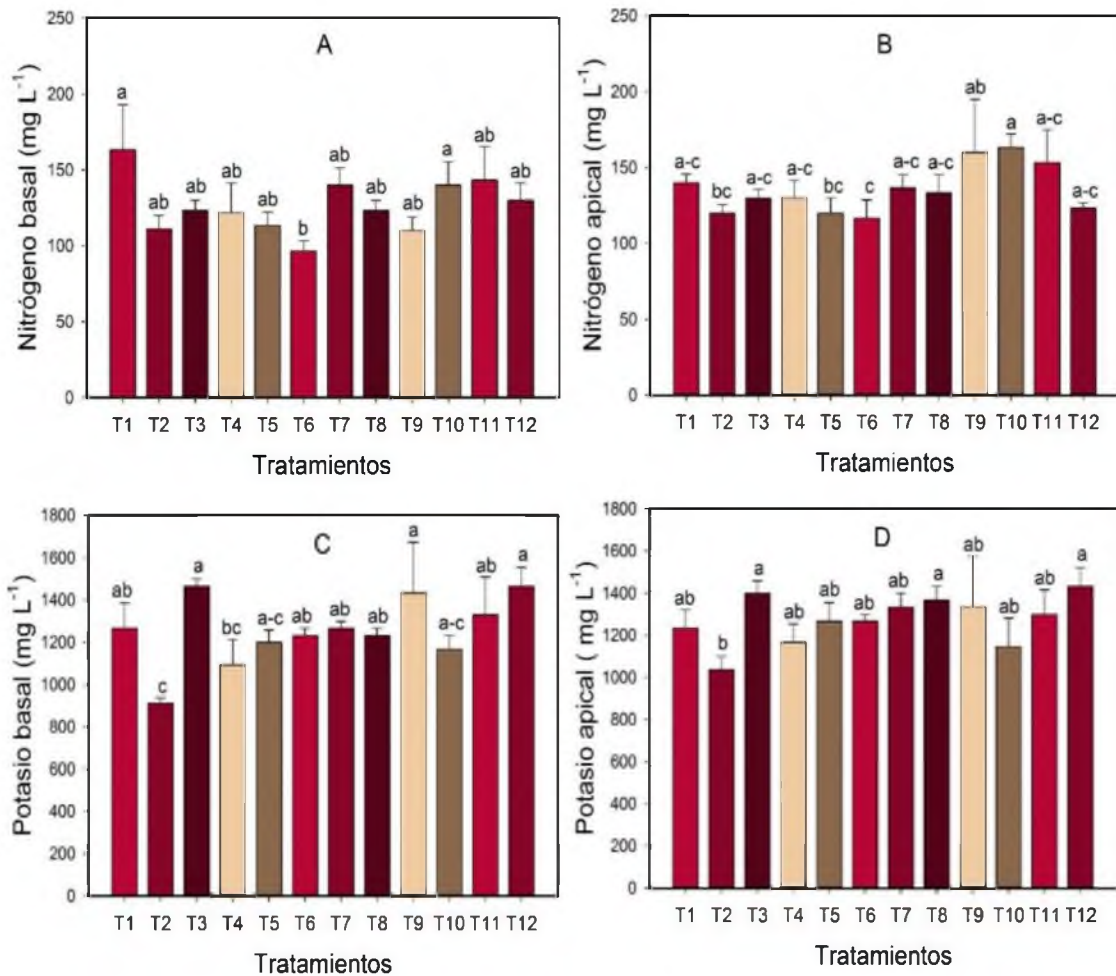 A
Nitrógeno basal (mg L⁻¹)
250
200
150
100
50
0
a
ab
ab
ab
ab
b
ab
ab
ab
a
ab
ab
T1 T2 T3 T4 T5 T6 T7 T8 T9 T10 T11 T12
Tratamientos
B
Nitrógeno apical (mg L⁻¹)
250
200
150
100
50
0
a-c
bc
a-c
a-c
bc
c
a-c
a-c
ab
a
a-c
a-c
T1 T2 T3 T4 T5 T6 T7 T8 T9 T10 T11 T12
Tratamientos
C
Potasio basal (mg L⁻¹)
1800
1600
1400
1200
1000
800
600
400
200
0
ab
c
a
bc
a-c
ab
ab
ab
a
a-c
ab
a
T1 T2 T3 T4 T5 T6 T7 T8 T9 T10 T11 T12
Tratamientos
D
Potasio apical ( mg L⁻¹)
1800
1600
1400
1200
1000
800
600
400
200
0
ab
b
a
ab
ab
ab
ab
a
ab
ab
ab
a
T1 T2 T3 T4 T5 T6 T7 T8 T9 T10 T11 T12
Tratamientos